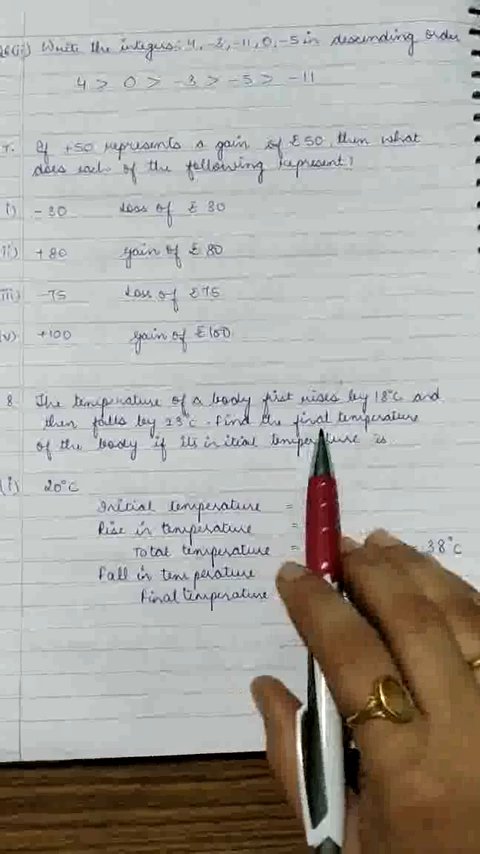 (ii) Write the integers: 4, -3, -11, 0, -5 in descending order
4 > 0 > -3 > -5 > -11
7. If +50 represents a gain of ₹50, then what
does each of the following represent?
i) -30 Loss of ₹30
ii) +80 gain of ₹80
iii) -75 Loss of ₹75
iv) +100 gain of ₹100
8. The temperature of a body first rises by 18°C and
then falls by 23°C. Find the final temperature
of the body if its initial temperature is
(i) 20°C
Initial temperature =
Rise in temperature =
Total temperature = 38°C
Fall in temperature
Final temperature